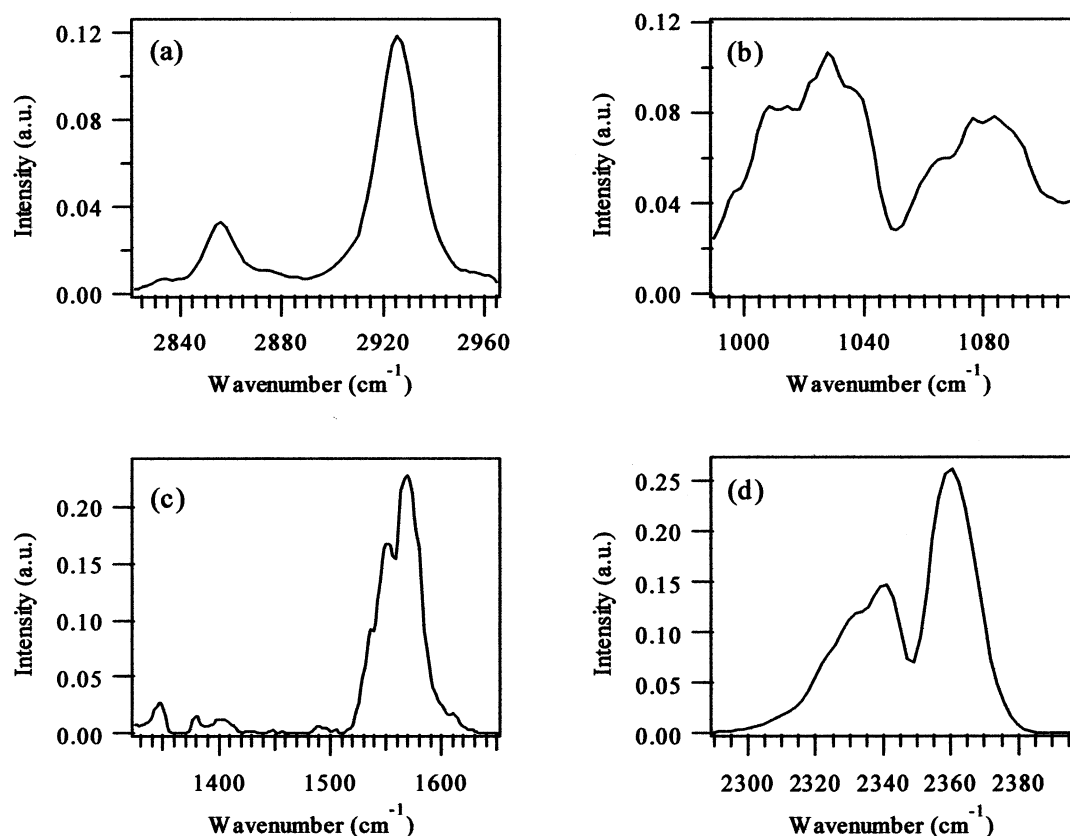 (a)
Intensity (a.u.)
0.12
0.08
0.04
0.00
2840 2880 2920 2960
Wavenumber (cm-1)
(b)
Intensity (a.u.)
0.12
0.08
0.04
0.00
1000 1040 1080
Wavenumber (cm-1)
(c)
Intensity (a.u.)
0.20
0.15
0.10
0.05
0.00
1400 1500 1600
Wavenumber (cm-1)
(d)
Intensity (a.u.)
0.25
0.20
0.15
0.10
0.05
0.00
2300 2320 2340 2360 2380
Wavenumber (cm-1)